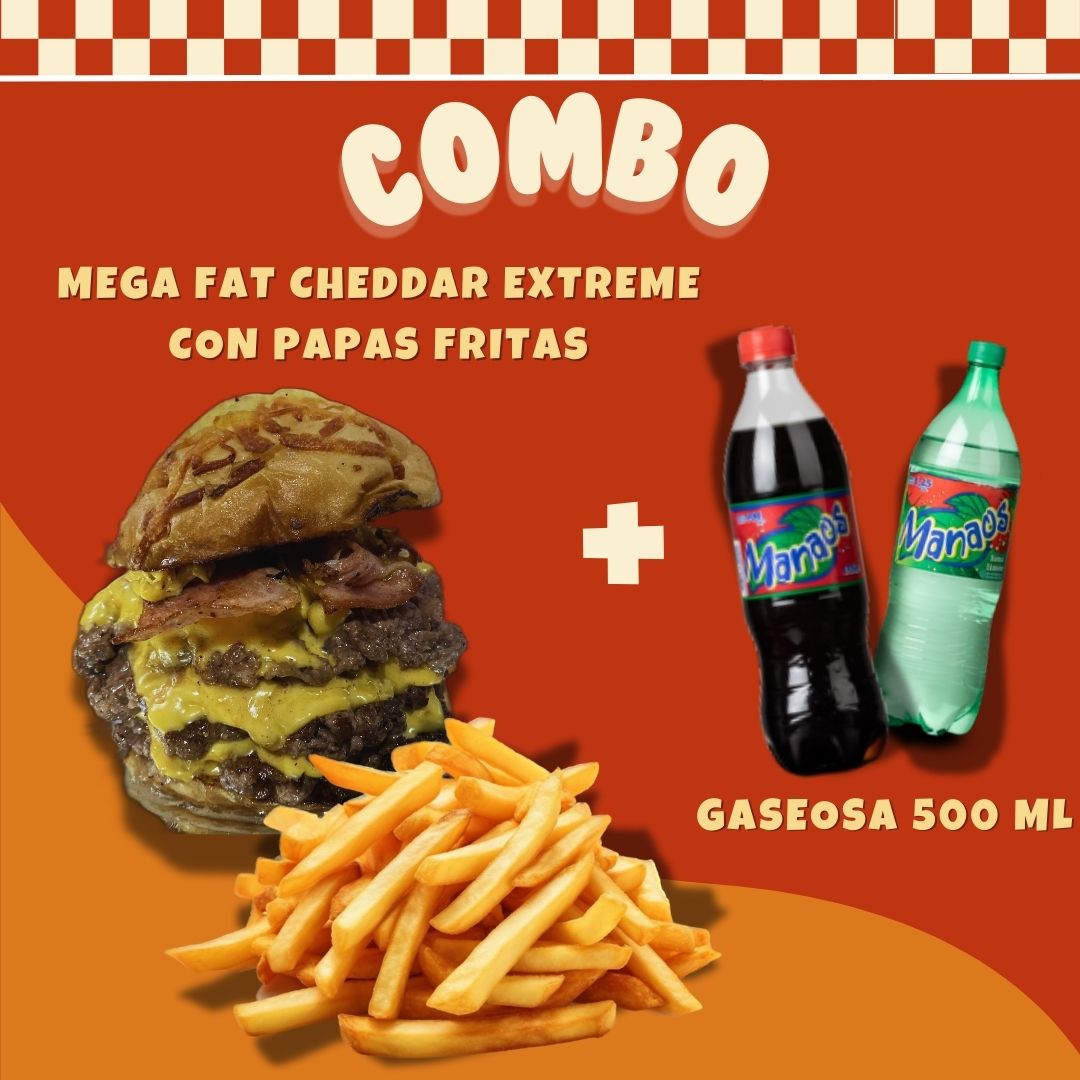 COMBO
MEGA FAT CHEDDAR EXTREME
CON PAPAS FRITAS
Manaos
Manaos
GASEOSA 500 ML